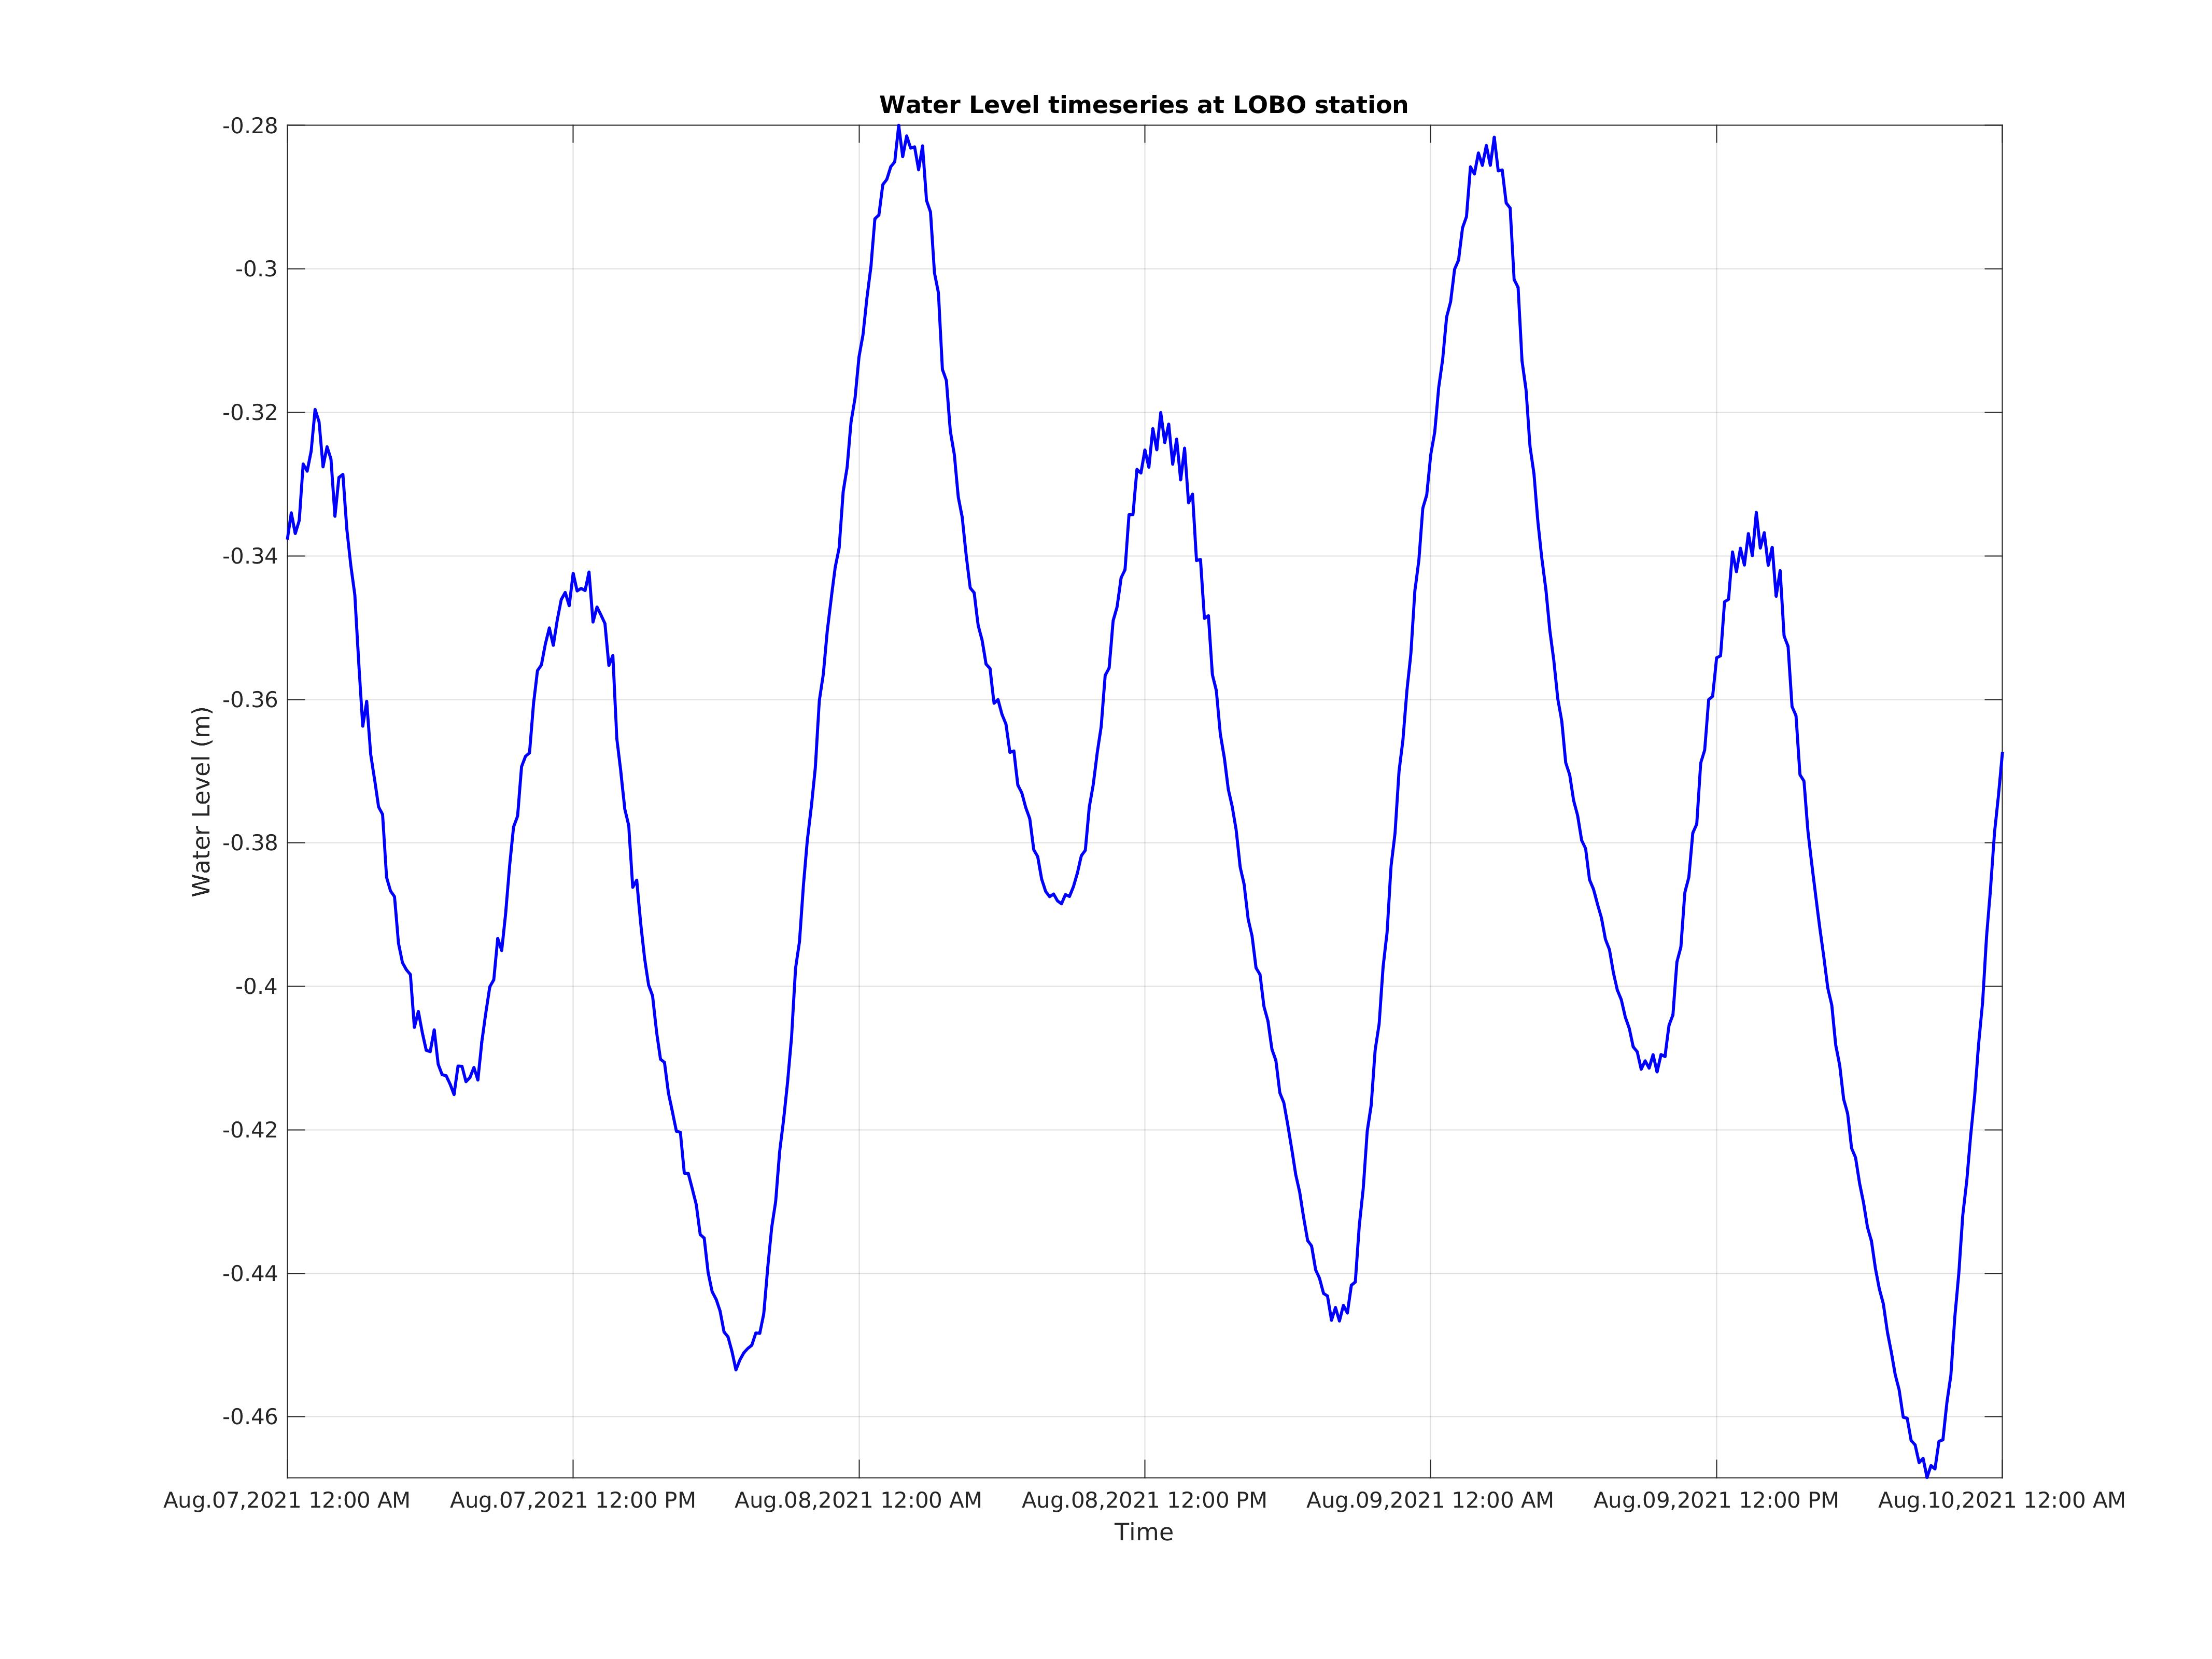 Water Level timeseries at LOBO station
-0.28
-0.3
-0.32
-0.34
-0.36
-0.38
-0.4
-0.42
-0.44
-0.46
Water Level (m)
Aug.07,2021 12:00 AM
Aug.07,2021 12:00 PM
Aug.08,2021 12:00 AM
Aug.08,2021 12:00 PM
Aug.09,2021 12:00 AM
Aug.09,2021 12:00 PM
Aug.10,2021 12:00 AM
Time